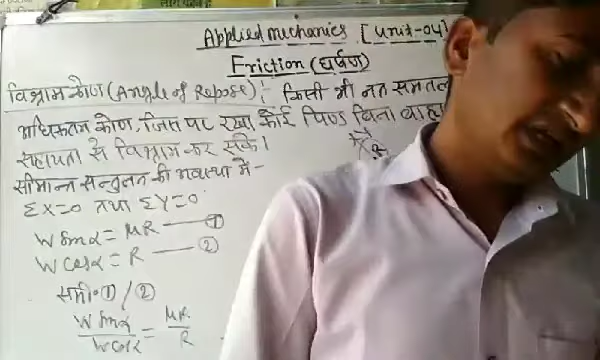 Applied muchanics [Unit-04]
Friction (घर्षण)
विश्राम कोण (Angle of Repose) :- किसी भी नत समतल
अधिकतम कोण, जिस पर रखा कोई पिण्ड बिना वाह
सहायता से विश्राम कर सके।
सीमान्त सन्तुलन की अवस्था में -
ΣX=0 तथा ΣY=0
W Sinα = μR — ①
W cosα = R — ②
समी० ① / ②
W Sinα / W cosα = μR / R